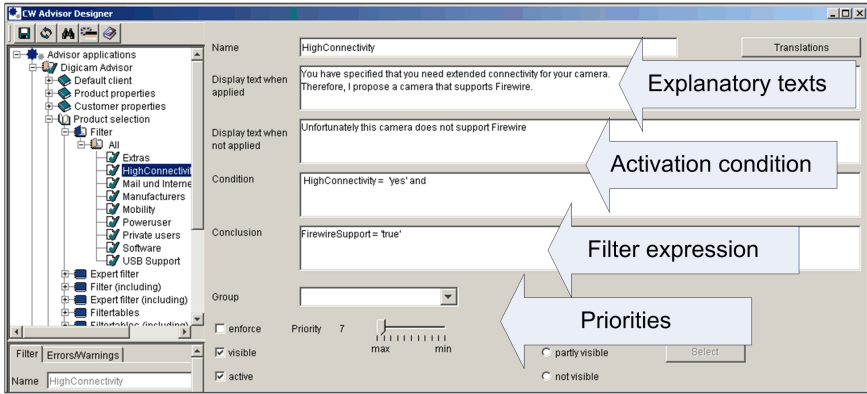 CW Advisor Designer
Advisor applications
Digicam Advisor
Default client
Product properties
Customer properties
Product selection
Filter
All
Extras
HighConnectivit
Mail und Interne
Manufacturers
Mobility
Poweruser
Private users
Software
USB Support
Expert filter
Filter (including)
Expert filter (including)
Filtertables
Filtertables (including)
Filter
Errors/Warnings
Name
HighConnectivity
Name
HighConnectivity
Translations
Display text when
applied
You have specified that you need extended connectivity for your camera.
Therefore, I propose a camera that supports Firewire.
Explanatory texts
Display text when
not applied
Unfortunately this camera does not support Firewire
Activation condition
Condition
HighConnectivity = 'yes' and
Conclusion
FirewireSupport = 'true'
Filter expression
Group
Priorities
enforce
Priority 7
max min
visible
partly visible
Select
active
not visible